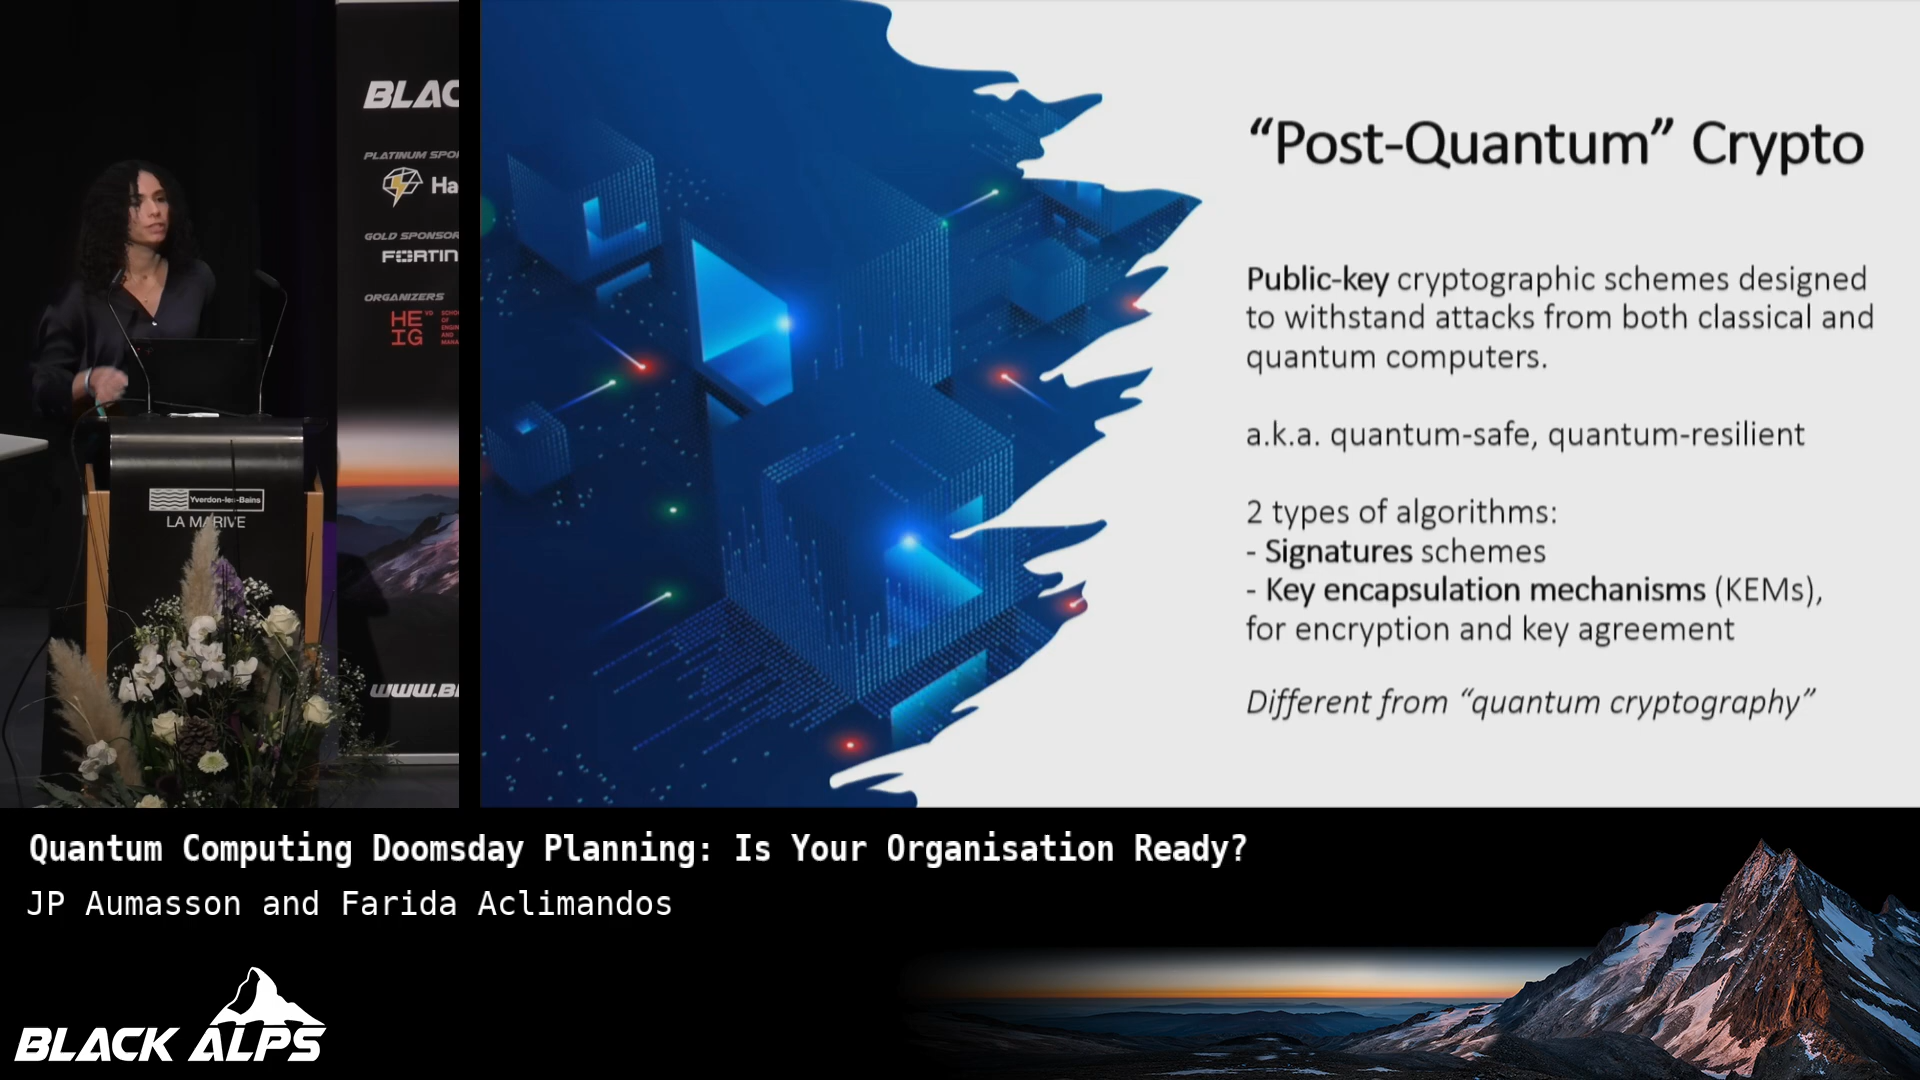 BLAC
PLATINUM SPO
Ha
GOLD SPONSOR
FORTIN
ORGANIZERS
HE
IG
WWW.B
Yverdon-les-Bains
LA MARIVE
“Post-Quantum” Crypto
Public-key cryptographic schemes designed
to withstand attacks from both classical and
quantum computers.
a.k.a. quantum-safe, quantum-resilient
2 types of algorithms:
- Signatures schemes
- Key encapsulation mechanisms (KEMs),
for encryption and key agreement
Different from “quantum cryptography”
Quantum Computing Doomsday Planning: Is Your Organisation Ready?
JP Aumasson and Farida Aclimandos
BLACK ALPS